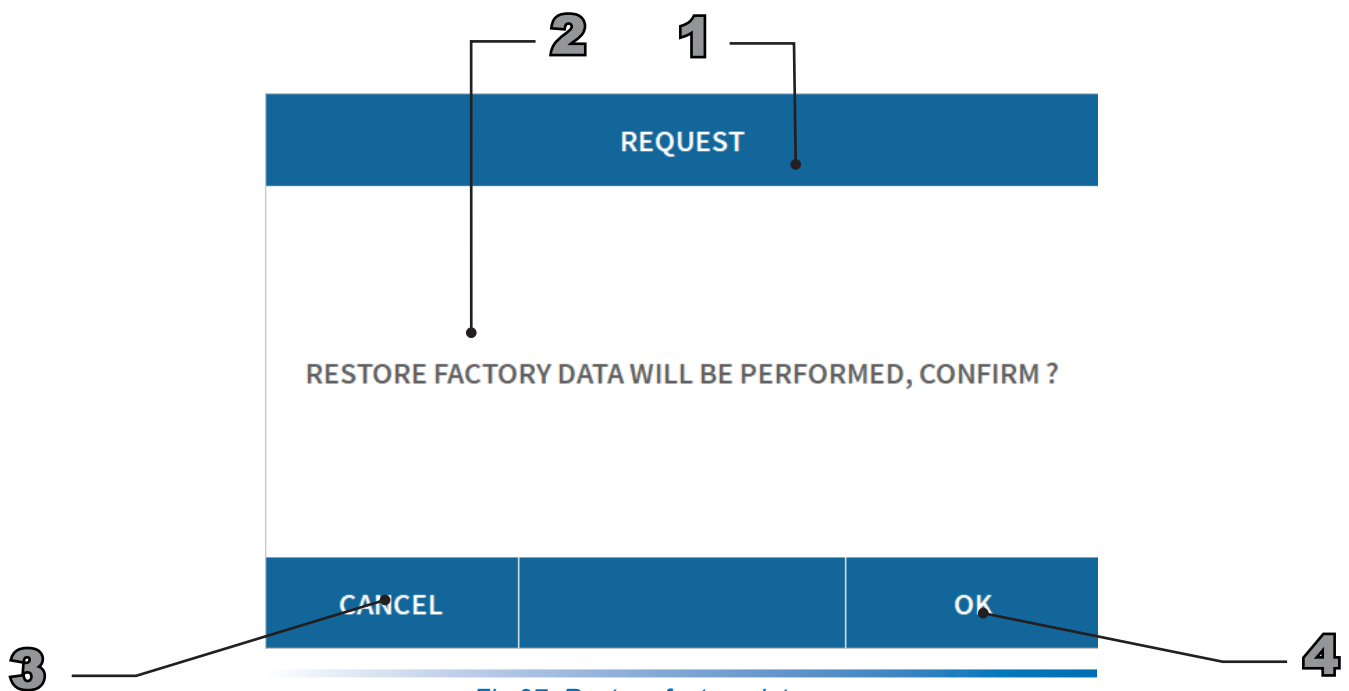 2 1
REQUEST
RESTORE FACTORY DATA WILL BE PERFORMED, CONFIRM ?
CANCEL OK
3 4